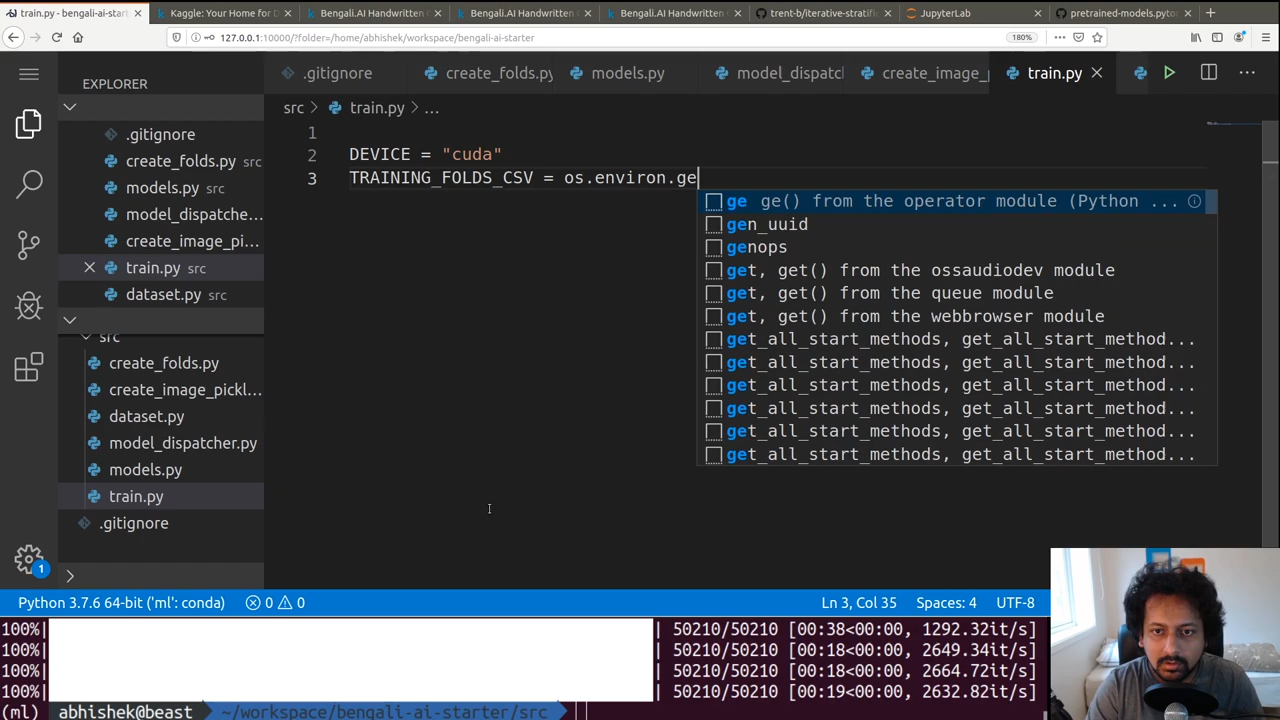 train.py - bengali-ai-start
Kaggle: Your Home for D
Bengali.AI Handwritten G
Bengali.AI Handwritten G
Bengali.AI Handwritten G
trent-b/iterative-stratifi
JupyterLab
pretrained-models.pytor
127.0.0.1:10000/?folder=/home/abhishek/workspace/bengali-ai-starter
180%
EXPLORER
.gitignore
create_folds.py
models.py
model_dispatch
create_image_p
train.py
src
train.py
...
.gitignore
create_folds.py src
models.py src
model_dispatche...
create_image_pi...
train.py src
dataset.py src
src
create_folds.py
create_image_pickl...
dataset.py
model_dispatcher.py
models.py
train.py
.gitignore
1
2 DEVICE = "cuda"
3 TRAINING_FOLDS_CSV = os.environ.ge
ge ge() from the operator module (Python ...
gen_uuid
genops
get, get() from the ossaudiodev module
get, get() from the queue module
get, get() from the webbrowser module
get_all_start_methods, get_all_start_method...
get_all_start_methods, get_all_start_method...
get_all_start_methods, get_all_start_method...
get_all_start_methods, get_all_start_method...
get_all_start_methods, get_all_start_method...
get_all_start_methods, get_all_start_method...
1
Python 3.7.6 64-bit ('ml': conda)
0
0
Ln 3, Col 35
Spaces: 4
UTF-8
100%| | 50210/50210 [00:38<00:00, 1292.32it/s]
100%| | 50210/50210 [00:18<00:00, 2649.34it/s]
100%| | 50210/50210 [00:18<00:00, 2664.72it/s]
100%| | 50210/50210 [00:19<00:00, 2632.82it/s]
(ml) abhishek@beast ~/workspace/bengali-ai-starter/src